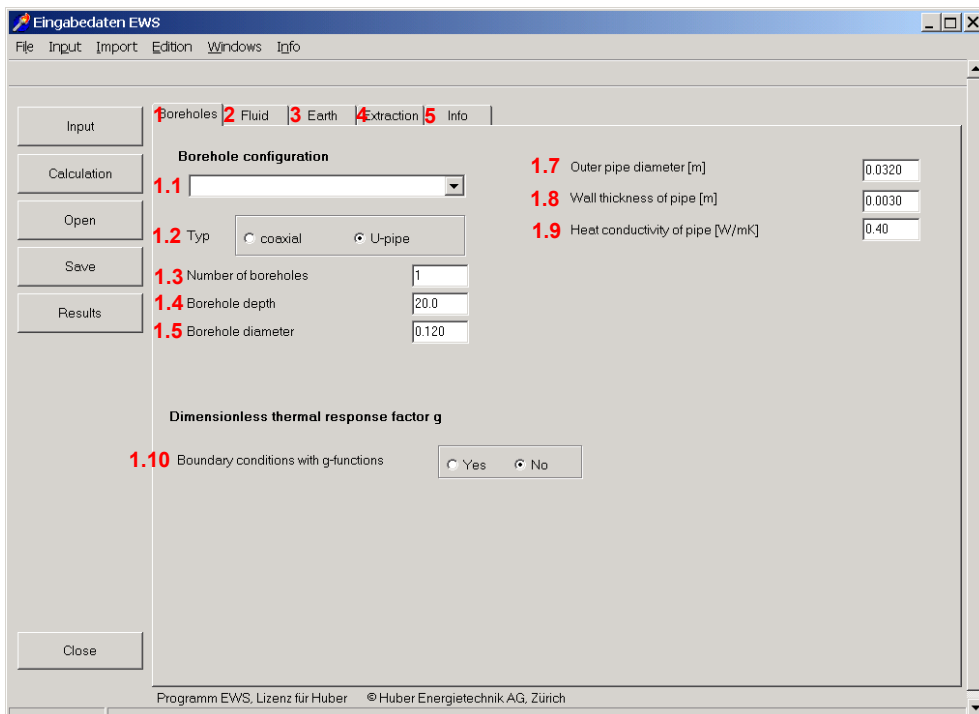 Eingabedaten EWS
File Input Import Edition Windows Info
1 Boreholes 2 Fluid 3 Earth 4 Extraction 5 Info
Input
Calculation
Open
Save
Results
Close
Borehole configuration
1.1
1.2 Typ coaxial U-pipe
1.3 Number of boreholes 1
1.4 Borehole depth 20.0
1.5 Borehole diameter 0.120
1.7 Outer pipe diameter [m] 0.0320
1.8 Wall thickness of pipe [m] 0.0030
1.9 Heat conductivity of pipe [W/mK] 0.40
Dimensionless thermal response factor g
1.10 Boundary conditions with g-functions Yes No
Programm EWS, Lizenz für Huber © Huber Energietechnik AG, Zürich